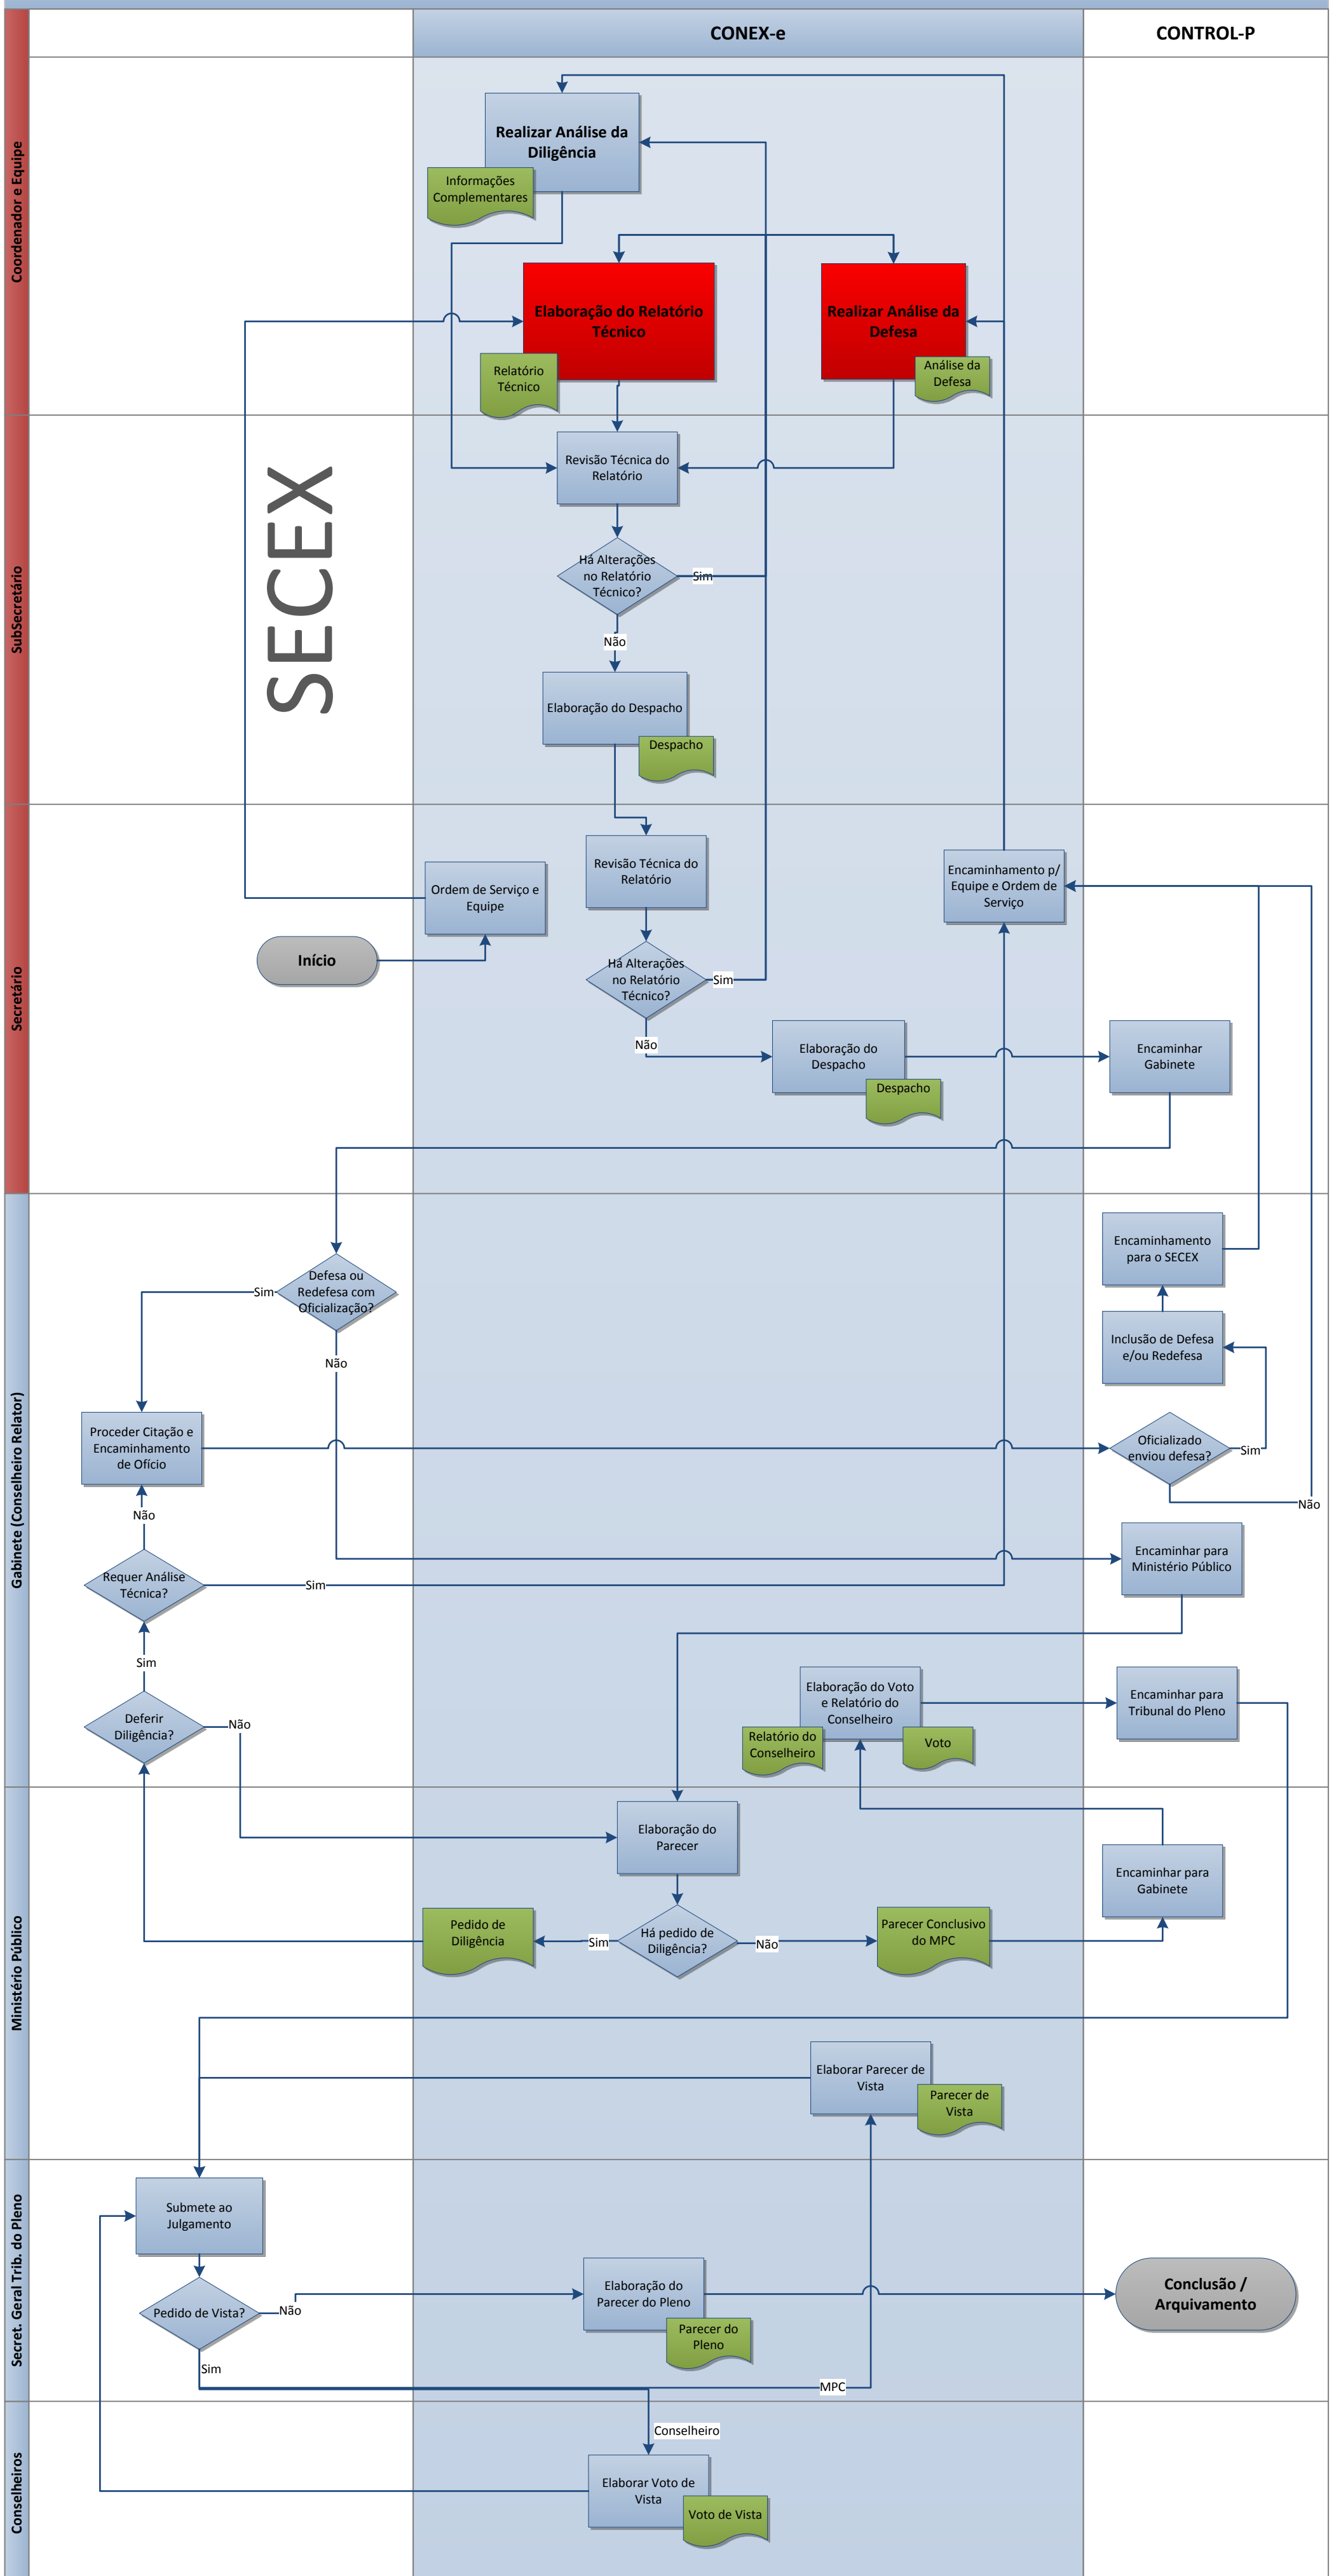 CONEX-e
CONTROL-P
Coordenador e Equipe
Realizar Análise da
Diligência
Informações
Complementares
Elaboração do Relatório
Técnico
Relatório
Técnico
Realizar Análise da
Defesa
Análise da
Defesa
SubSecretário
SECEX
Revisão Técnica do
Relatório
Há Alterações
no Relatório
Técnico?
Sim
Não
Elaboração do Despacho
Despacho
Secretário
Revisão Técnica do
Relatório
Encaminhamento p/
Equipe e Ordem de
Serviço
Ordem de Serviço e
Equipe
Início
Há Alterações
no Relatório
Técnico?
Sim
Não
Elaboração do
Despacho
Despacho
Encaminhar
Gabinete
Gabinete (Conselheiro Relator)
Encaminhamento
para o SECEX
Defesa ou
Redefesa com
Oficialização?
Sim
Não
Inclusão de Defesa
e/ou Redefesa
Proceder Citação e
Encaminhamento
de Ofício
Oficializado
enviou defesa?
Sim
Não
Não
Encaminhar para
Ministério Público
Requer Análise
Técnica?
Sim
Sim
Deferir
Diligência?
Não
Elaboração do Voto
e Relatório do
Conselheiro
Relatório do
Conselheiro
Voto
Encaminhar para
Tribunal do Pleno
Ministério Público
Elaboração do
Parecer
Encaminhar para
Gabinete
Pedido de
Diligência
Sim
Há pedido de
Diligência?
Não
Parecer Conclusivo
do MPC
Elaborar Parecer de
Vista
Parecer de
Vista
Secret. Geral Trib. do Pleno
Submete ao
Julgamento
Pedido de Vista?
Não
Sim
Elaboração do
Parecer do Pleno
Parecer do
Pleno
Conclusão /
Arquivamento
MPC
Conselheiros
Conselheiro
Elaborar Voto de
Vista
Voto de Vista